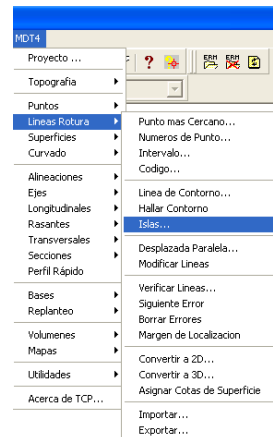 MDT4
Proyecto ...
Topografia
Puntos
Lineas Rotura
Superficies
Curvado
Alineaciones
Ejes
Longitudinales
Rasantes
Transversales
Secciones
Perfil Rápido
Bases
Replanteo
Volumenes
Mapas
Utilidades
Acerca de TCP...
ERM ERM
Punto mas Cercano...
Numeros de Punto...
Intervalo...
Codigo...
Linea de Contorno...
Hallar Contorno
Islas...
Desplazada Paralela...
Modificar Lineas
Verificar Lineas...
Siguiente Error
Borrar Errores
Margen de Localizacion
Convertir a 2D...
Convertir a 3D...
Asignar Cotas de Superficie
Importar...
Exportar...